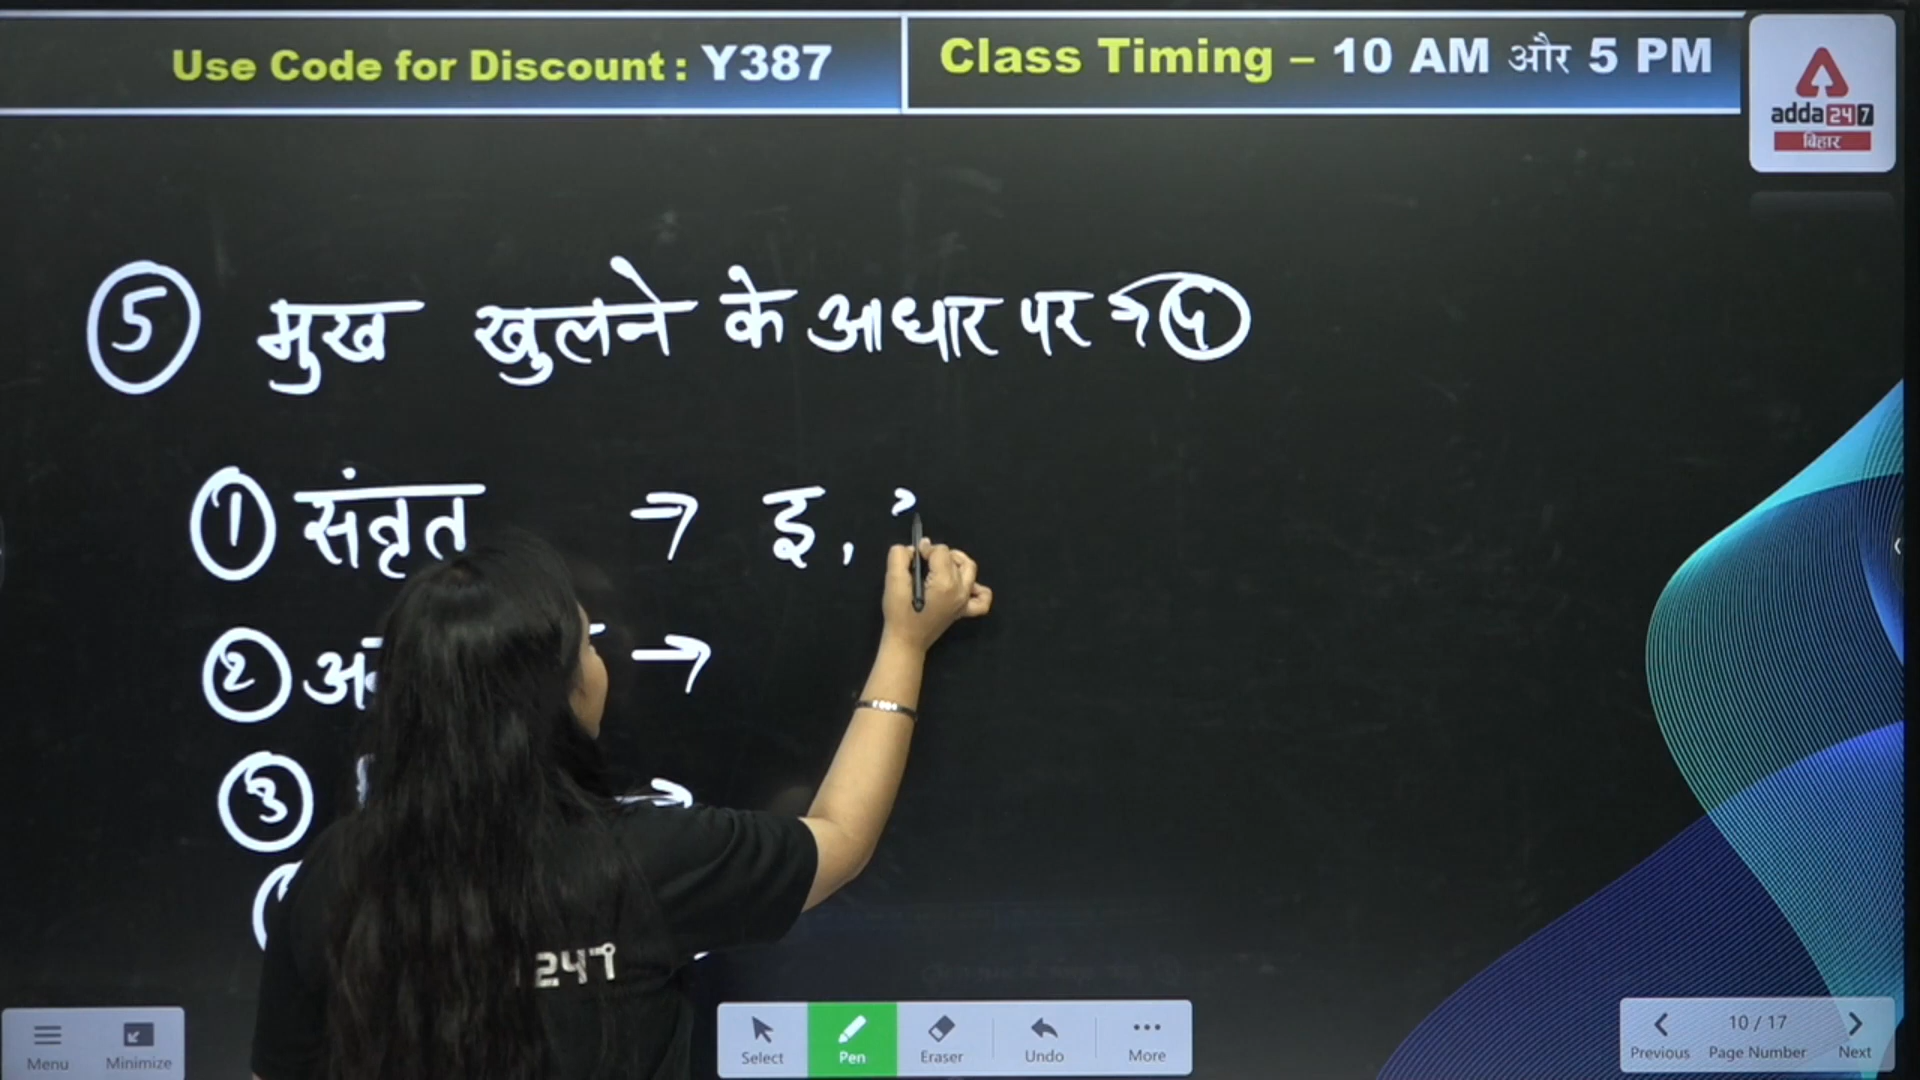 Use Code for Discount : Y387
Class Timing – 10 AM और 5 PM
adda247
बिहार
5 मुख खुलने के आधार पर
1 संवृत → इ,
2 →
3 →
247
Menu
Minimize
Select
Pen
Eraser
Undo
More
10 / 17
Previous
Page Number
Next